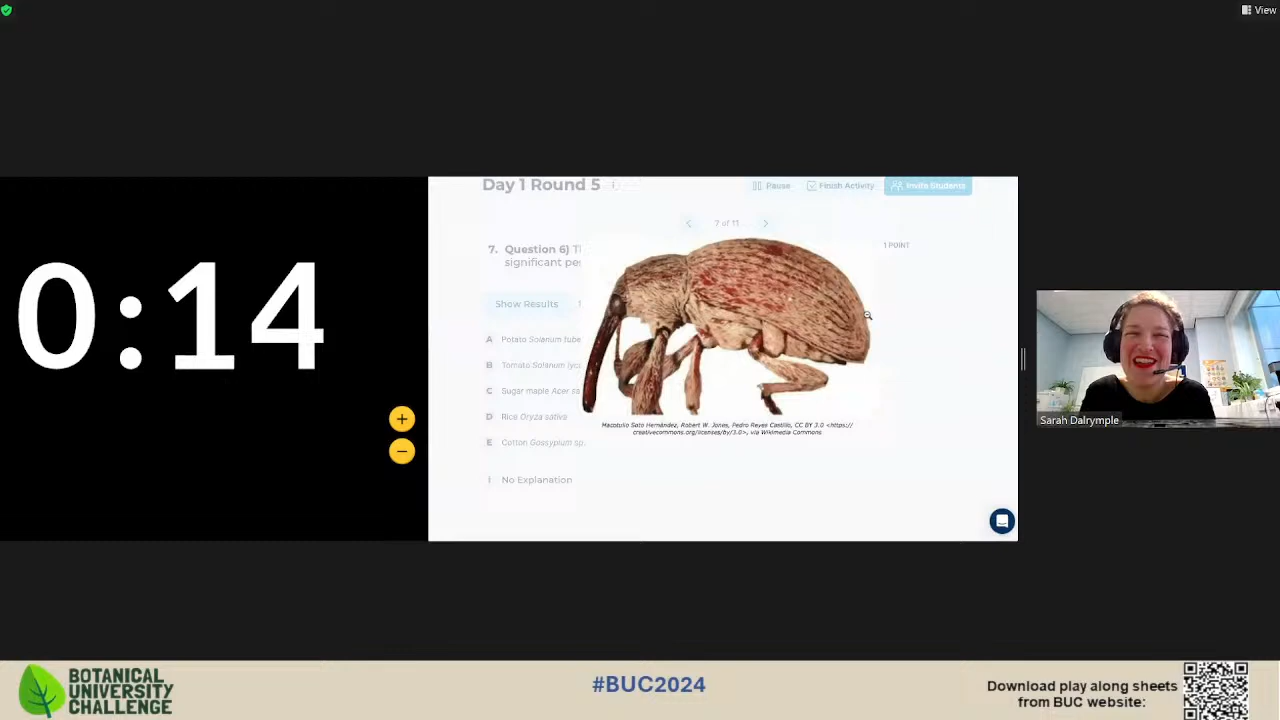 View
Day 1 Round 5
Pause
Finish Activity
Invite Students
7 of 11
7. Question 6) T
significant pe
1 POINT
Show Results
A Potato Solanum tube
B Tomato Solanum lyc
C Sugar maple Acer sa
D Rice Oryza sativa
E Cotton Gossypium sp.
No Explanation
0:14
Macotulio Soto Hernández, Robert W. Jones, Pedro Reyes Castillo, CC BY 3.0 <https://
creativecommons.org/licenses/by/3.0>, via Wikimedia Commons
Sarah Dalrymple
BOTANICAL
UNIVERSITY
CHALLENGE
#BUC2024
Download play along sheets
from BUC website: